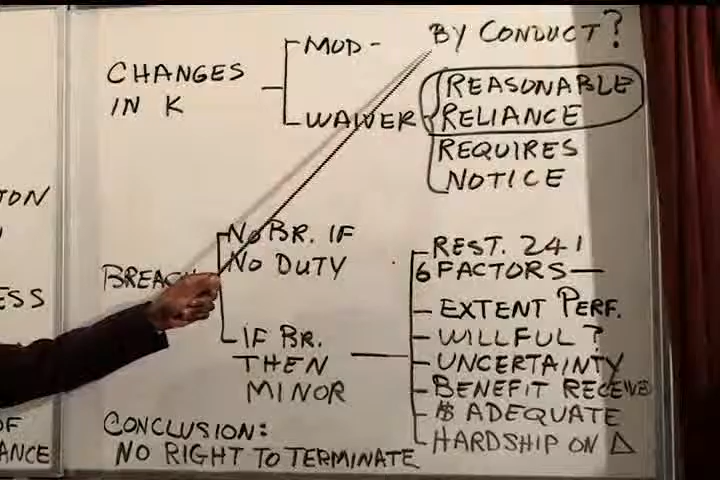 BY CONDUCT?
MOD-
CHANGES
IN K
WAIVER
REASONABLE
RELIANCE
REQUIRES
NOTICE
NO BR. IF
NO DUTY
BREACH
IF BR.
THEN
MINOR
REST. 241
6 FACTORS—
EXTENT PERF.
WILLFUL?
UNCERTAINTY
BENEFIT RECEIVED
$ ADEQUATE
HARDSHIP ON Δ
CONCLUSION:
NO RIGHT TO TERMINATE
TON
ESS
OF
ANCE